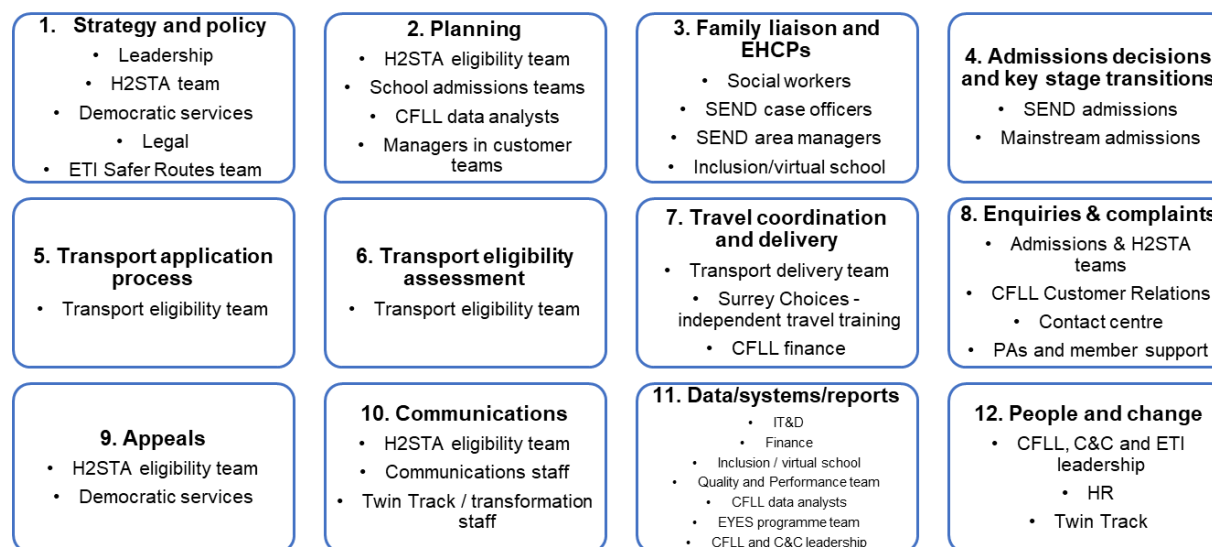 1. Strategy and policy
• Leadership
• H2STA team
• Democratic services
• Legal
• ETI Safer Routes team
2. Planning
• H2STA eligibility team
• School admissions teams
• CFLL data analysts
• Managers in customer
teams
3. Family liaison and
EHCPs
• Social workers
• SEND case officers
• SEND area managers
• Inclusion/virtual school
4. Admissions decisions
and key stage transitions
• SEND admissions
• Mainstream admissions
5. Transport application
process
• Transport eligibility team
6. Transport eligibility
assessment
• Transport eligibility team
7. Travel coordination
and delivery
• Transport delivery team
• Surrey Choices -
independent travel training
• CFLL finance
8. Enquiries & complaints
• Admissions & H2STA
teams
• CFLL Customer Relations
• Contact centre
• PAs and member support
9. Appeals
• H2STA eligibility team
• Democratic services
10. Communications
• H2STA eligibility team
• Communications staff
• Twin Track / transformation
staff
11. Data/systems/reports
• IT&D
• Finance
• Inclusion / virtual school
• Quality and Performance team
• CFLL data analysts
• EYES programme team
• CFLL and C&C leadership
12. People and change
• CFLL, C&C and ETI
leadership
• HR
• Twin Track